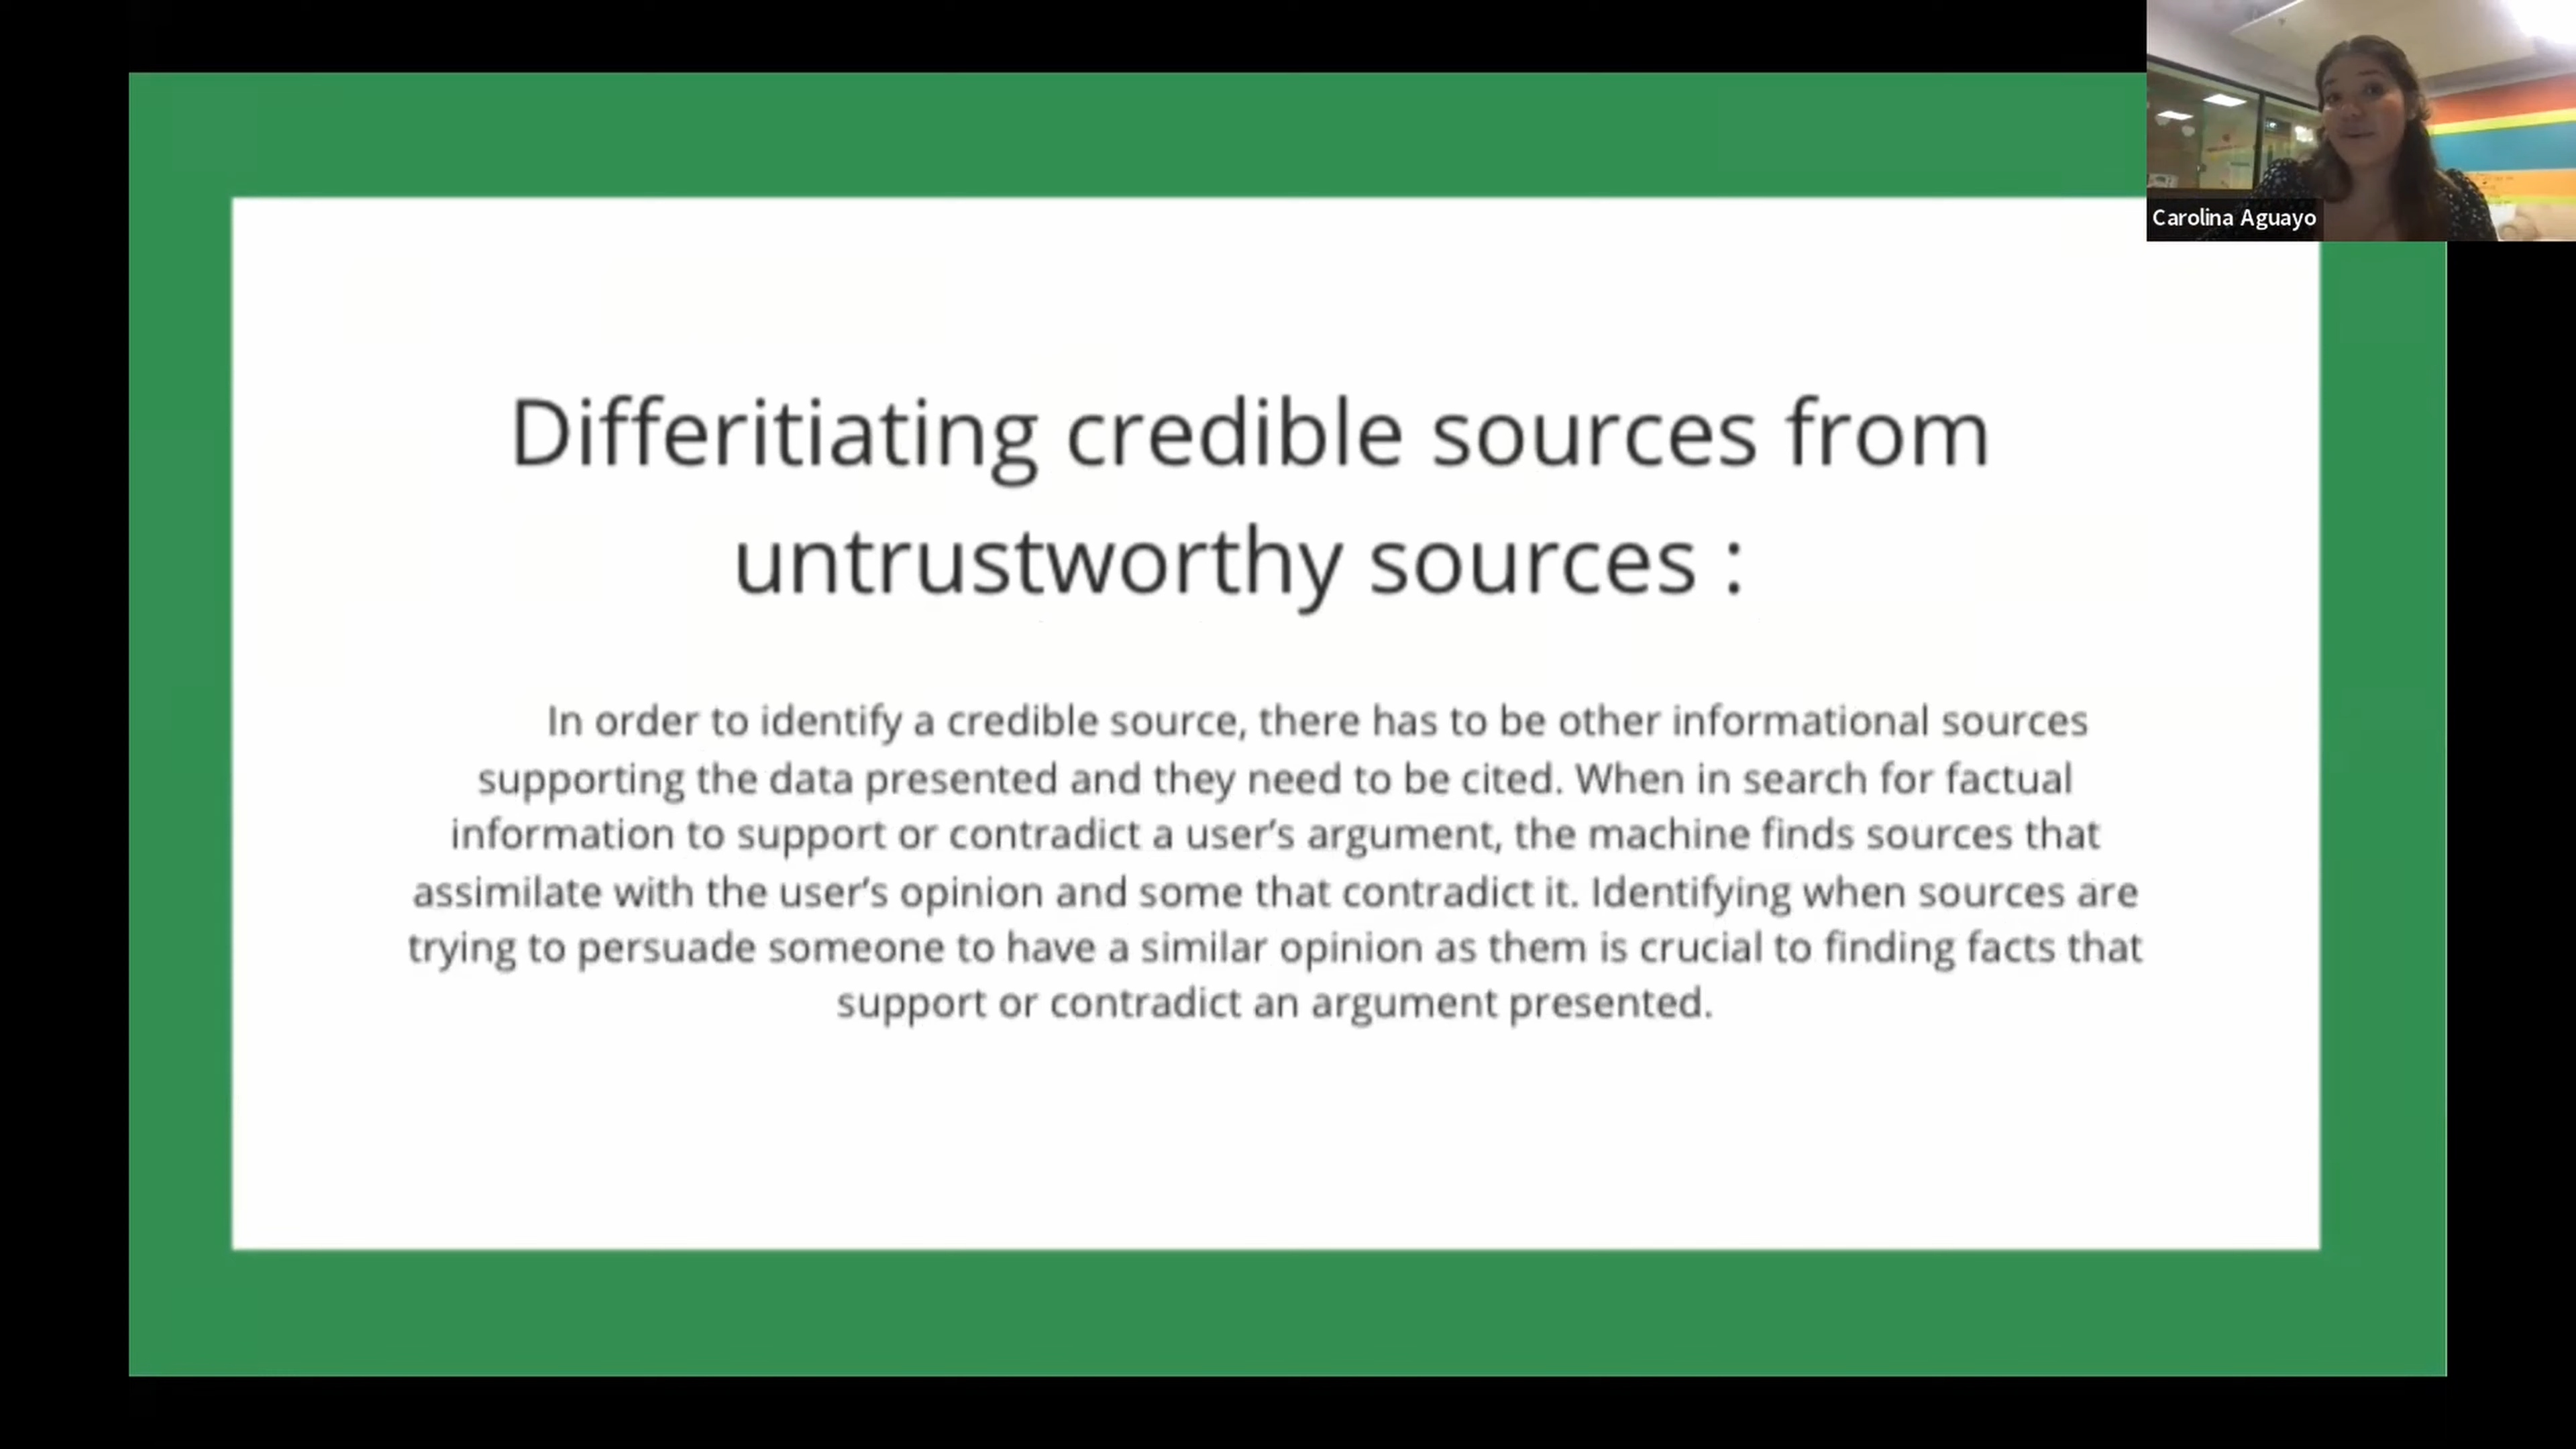 Differitiating credible sources from
untrustworthy sources :
In order to identify a credible source, there has to be other informational sources
supporting the data presented and they need to be cited. When in search for factual
information to support or contradict a user's argument, the machine finds sources that
assimilate with the user's opinion and some that contradict it. Identifying when sources are
trying to persuade someone to have a similar opinion as them is crucial to finding facts that
support or contradict an argument presented.
Carolina Aguayo